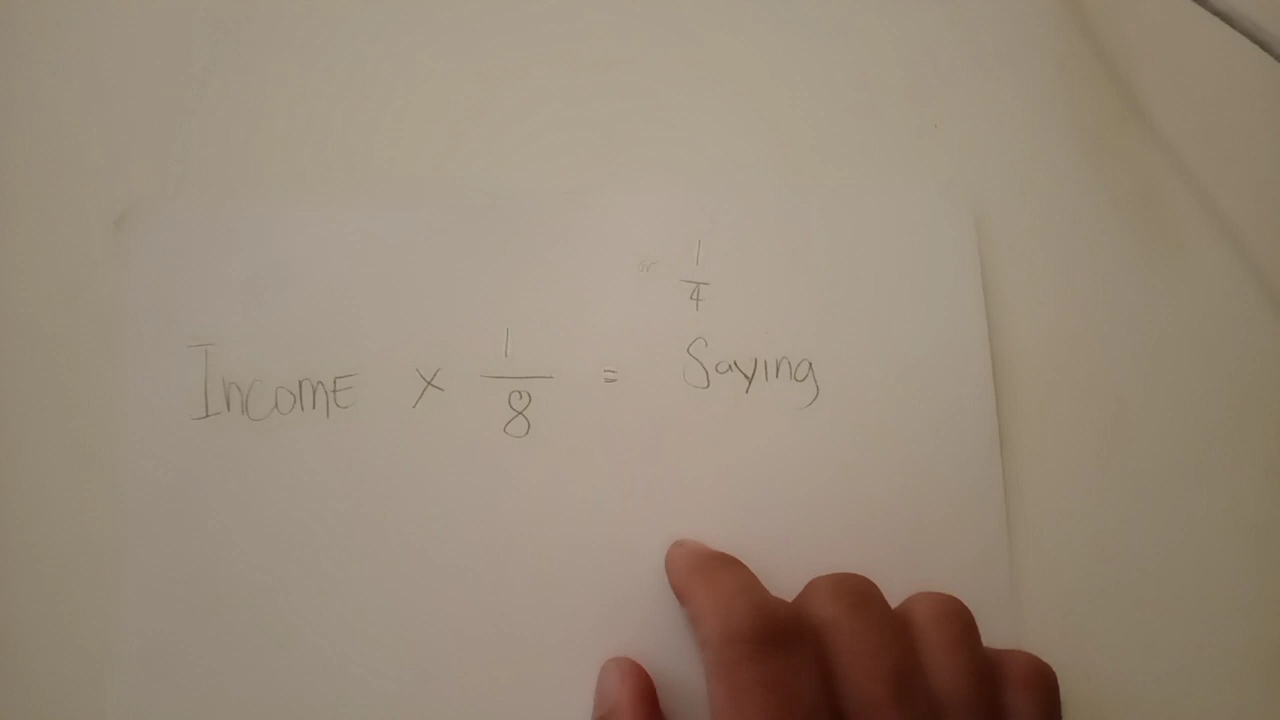 or 1/4
Income × 1/8 = Saying